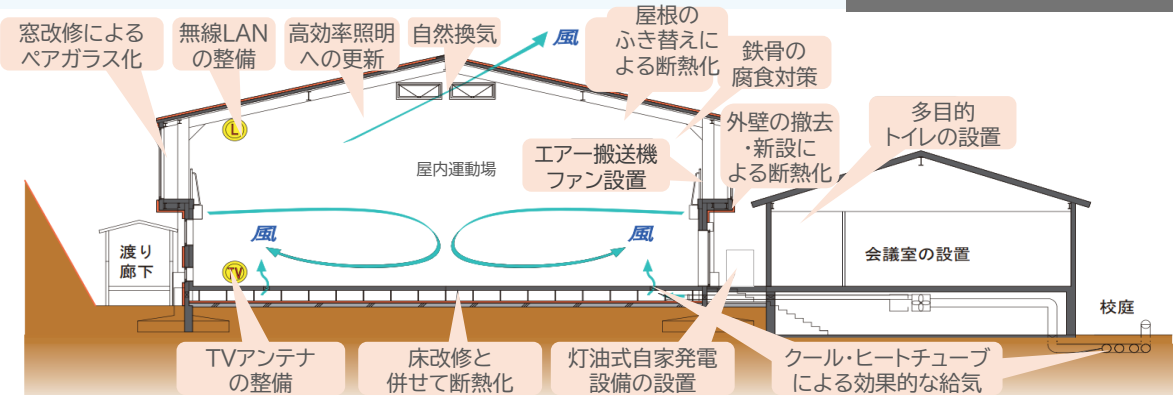 窓改修による
ペアガラス化
無線LAN
の整備
高効率照明
への更新
自然換気
風
屋根の
ふき替えに
よる断熱化
鉄骨の
腐食対策
外壁の撤去
・新設に
よる断熱化
多目的
トイレの設置
L
屋内運動場
エアー搬送機
ファン設置
風
風
渡り
廊下
会議室の設置
TV
校庭
TVアンテナ
の整備
床改修と
併せて断熱化
灯油式自家発電
設備の設置
クール・ヒートチューブ
による効果的な給気